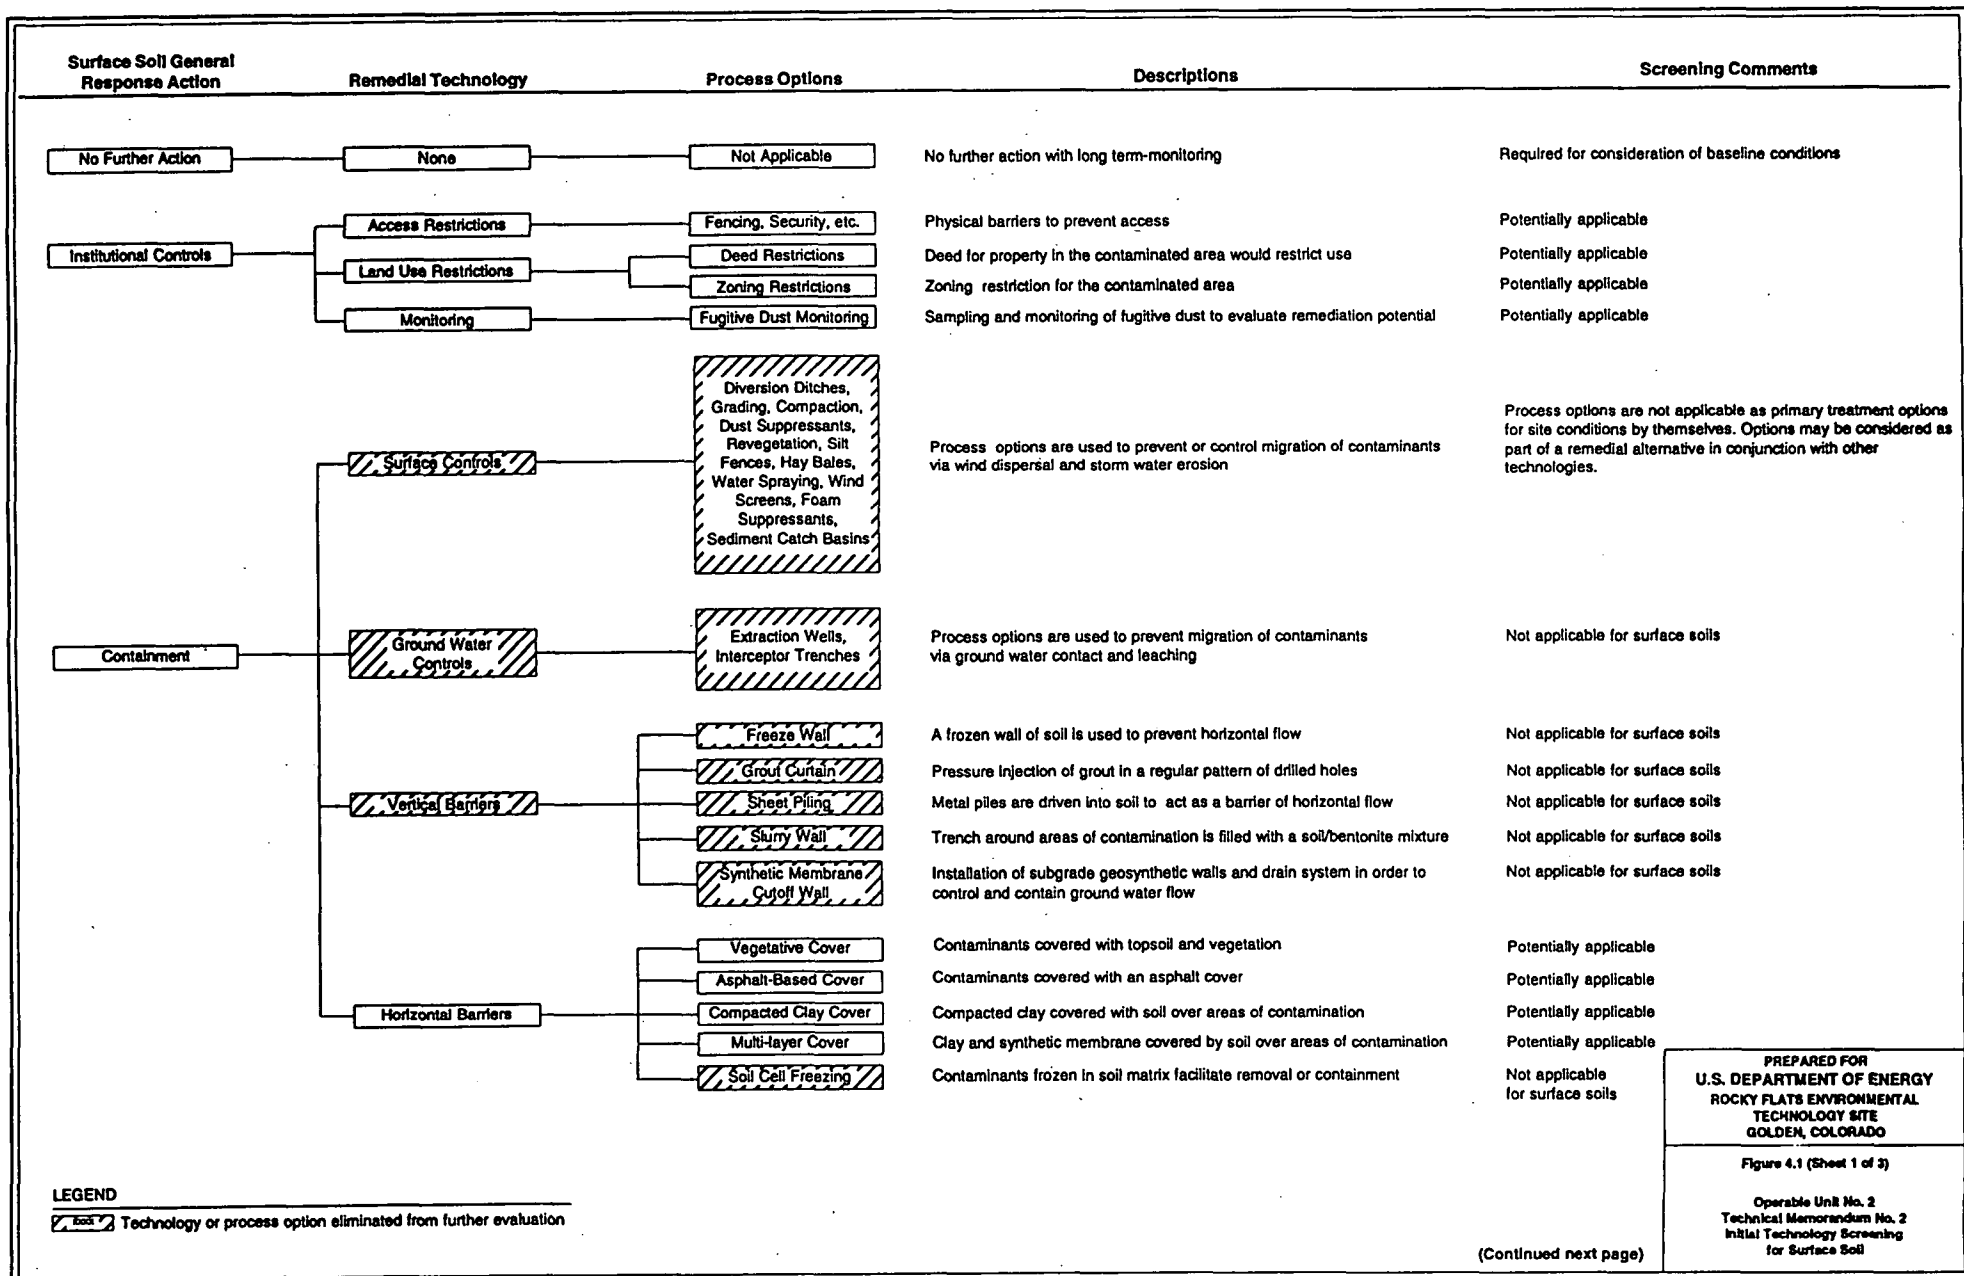 Surface Soil General
Response Action
Remedial Technology
Process Options
Descriptions
Screening Comments
No Further Action
None
Not Applicable
No further action with long term-monitoring
Required for consideration of baseline conditions
Institutional Controls
Access Restrictions
Fencing, Security, etc.
Physical barriers to prevent access
Potentially applicable
Land Use Restrictions
Deed Restrictions
Deed for property in the contaminated area would restrict use
Potentially applicable
Zoning Restrictions
Zoning restriction for the contaminated area
Potentially applicable
Monitoring
Fugitive Dust Monitoring
Sampling and monitoring of fugitive dust to evaluate remediation potential
Potentially applicable
Containment
Surface Controls
Diversion Ditches,
Grading, Compaction,
Dust Suppressants,
Revegetation, Silt
Fences, Hay Bales,
Water Spraying, Wind
Screens, Foam
Suppressants,
Sediment Catch Basins
Process options are used to prevent or control migration of contaminants
via wind dispersal and storm water erosion
Process options are not applicable as primary treatment options
for site conditions by themselves. Options may be considered as
part of a remedial alternative in conjunction with other
technologies.
Ground Water
Controls
Extraction Wells,
Interceptor Trenches
Process options are used to prevent migration of contaminants
via ground water contact and leaching
Not applicable for surface soils
Vertical Barriers
Freeze Wall
A frozen wall of soil is used to prevent horizontal flow
Not applicable for surface soils
Grout Curtain
Pressure injection of grout in a regular pattern of drilled holes
Not applicable for surface soils
Sheet Piling
Metal piles are driven into soil to act as a barrier of horizontal flow
Not applicable for surface soils
Slurry Wall
Trench around areas of contamination is filled with a soil/bentonite mixture
Not applicable for surface soils
Synthetic Membrane
Cutoff Wall
Installation of subgrade geosynthetic walls and drain system in order to
control and contain ground water flow
Not applicable for surface soils
Horizontal Barriers
Vegetative Cover
Contaminants covered with topsoil and vegetation
Potentially applicable
Asphalt-Based Cover
Contaminants covered with an asphalt cover
Potentially applicable
Compacted Clay Cover
Compacted clay covered with soil over areas of contamination
Potentially applicable
Multi-layer Cover
Clay and synthetic membrane covered by soil over areas of contamination
Potentially applicable
Soil Cell Freezing
Contaminants frozen in soil matrix facilitate removal or containment
Not applicable
for surface soils
LEGEND
Technology or process option eliminated from further evaluation
(Continued next page)
PREPARED FOR
U.S. DEPARTMENT OF ENERGY
ROCKY FLATS ENVIRONMENTAL
TECHNOLOGY SITE
GOLDEN, COLORADO
Figure 4.1 (Sheet 1 of 3)
Operable Unit No. 2
Technical Memorandum No. 2
Initial Technology Screening
for Surface Soil